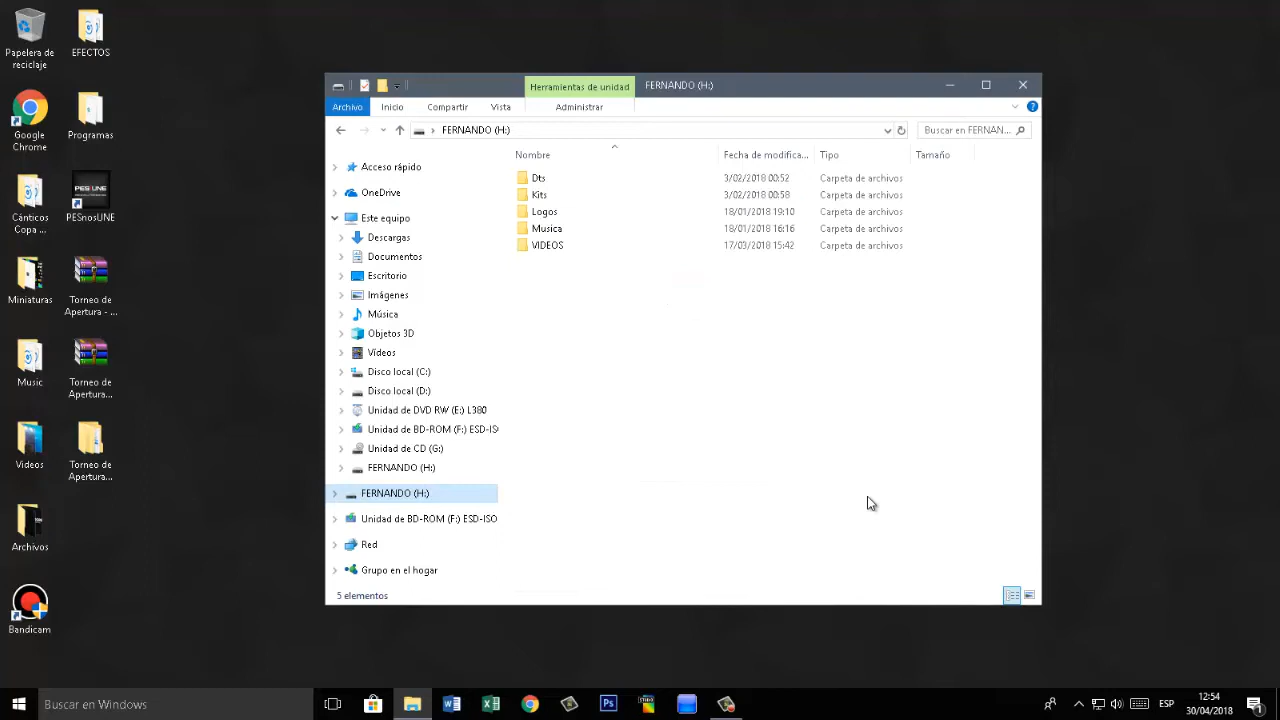 Papelera de
reciclaje
EFECTOS
Google
Chrome
Programas
Cánticos
Copa ...
PES UNE
PESnosUNE
Miniaturas
Torneo de
Apertura - ...
Music
Torneo de
Apertura...
Videos
Torneo de
Apertura...
Archivos
Bandicam
Herramientas de unidad
FERNANDO (H:)
Archivo
Inicio
Compartir
Vista
Administrar
FERNANDO (H:)
Buscar en FERNAN...
Nombre
Fecha de modifica...
Tipo
Tamaño
Dts 3/02/2018 00:52 Carpeta de archivos
Kits 3/02/2018 00:58 Carpeta de archivos
Logos 18/01/2018 19:10 Carpeta de archivos
Musica 18/01/2018 16:16 Carpeta de archivos
VIDEOS 17/03/2018 15:42 Carpeta de archivos
Acceso rápido
OneDrive
Este equipo
Descargas
Documentos
Escritorio
Imágenes
Música
Objetos 3D
Vídeos
Disco local (C:)
Disco local (D:)
Unidad de DVD RW (E:) L380
Unidad de BD-ROM (F:) ESD-ISO
Unidad de CD (G:)
FERNANDO (H:)
FERNANDO (H:)
Unidad de BD-ROM (F:) ESD-ISO
Red
Grupo en el hogar
5 elementos
Buscar en Windows
Ps
ESP
12:54
30/04/2018
1